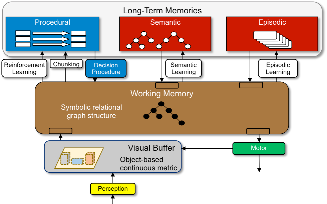 Long-Term Memories
Procedural
Semantic
Episodic
Reinforcement
Learning
Chunking
Decision
Procedure
Semantic
Learning
Episodic
Learning
Working Memory
Symbolic relational
graph structure
Visual Buffer
Object-based
continuous metric
Motor
Perception